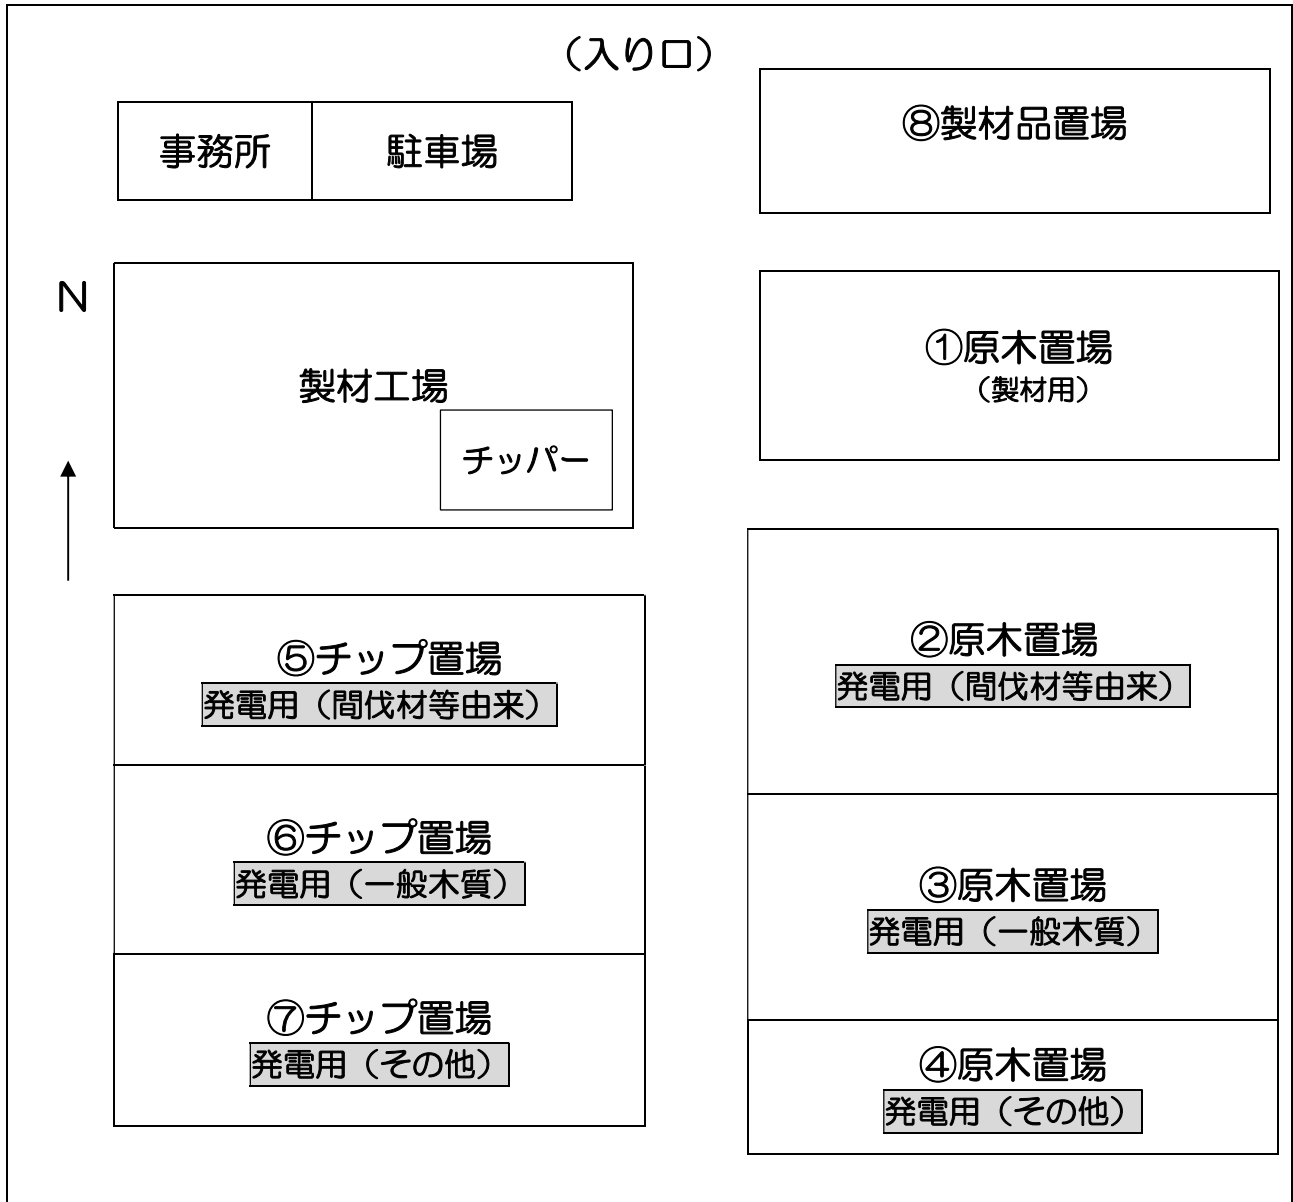 （入り口）
事務所
駐車場
⑧製材品置場
N
製材工場
チッパー
①原木置場
（製材用）
⑤チップ置場
発電用（間伐材等由来）
⑥チップ置場
発電用（一般木質）
⑦チップ置場
発電用（その他）
②原木置場
発電用（間伐材等由来）
③原木置場
発電用（一般木質）
④原木置場
発電用（その他）